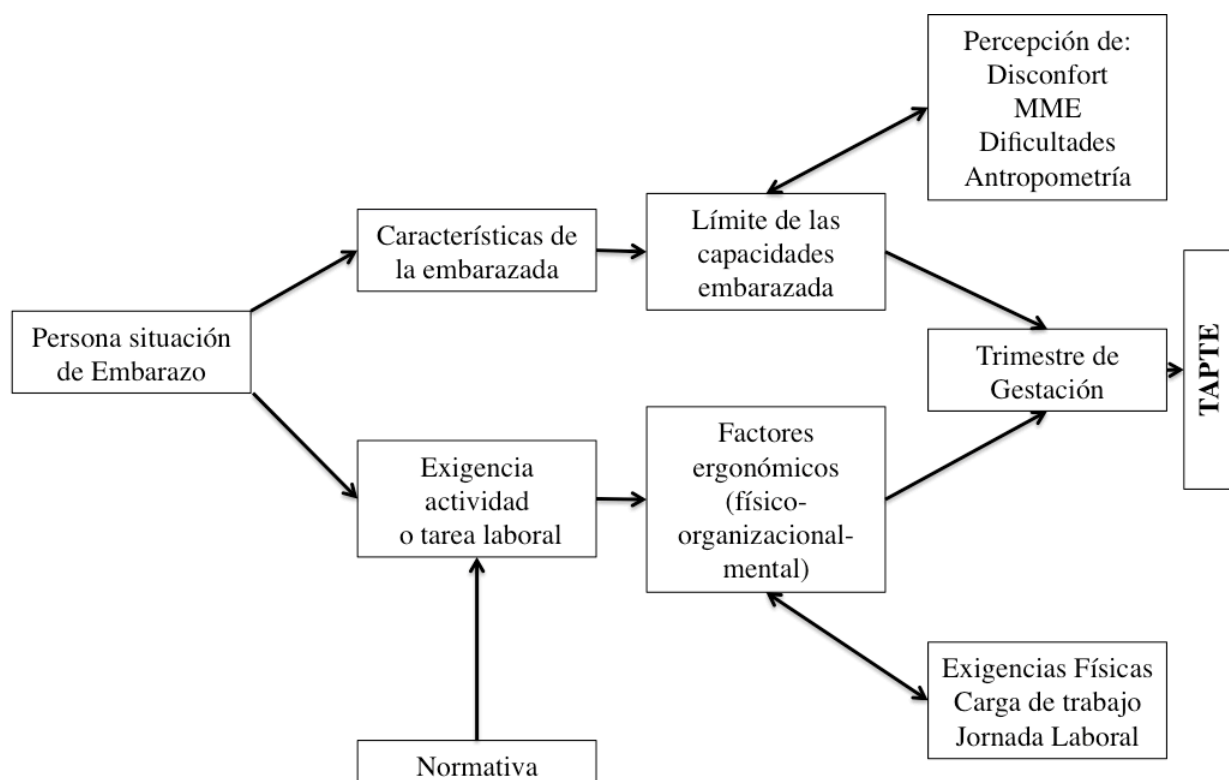 Percepción de:
Disconfort
MME
Dificultades
Antropometría
Características de
la embarazada
Límite de las
capacidades
embarazada
Persona situación
de Embarazo
Trimestre de
Gestación
TAPTE
Exigencia
actividad
o tarea laboral
Factores
ergonómicos
(físico-
organizacional-
mental)
Exigencias Físicas
Carga de trabajo
Jornada Laboral
Normativa